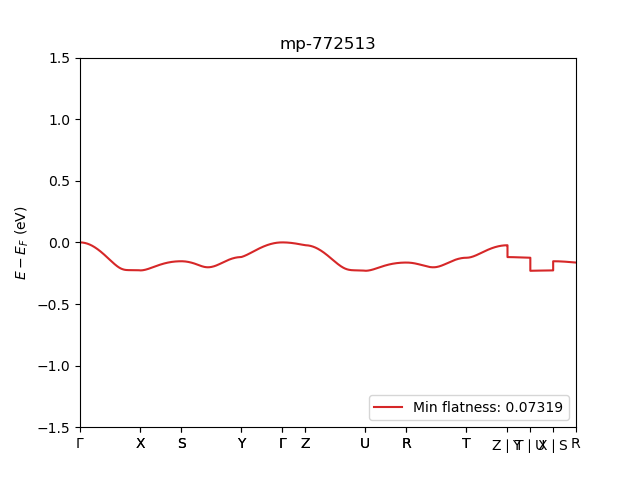 mp-772513
1.5
1.0
0.5
0.0
−0.5
−1.0
−1.5
E − E_F (eV)
Min flatness: 0.07319
Γ X S Y Γ Z U R T Z | Y T | U X | S R